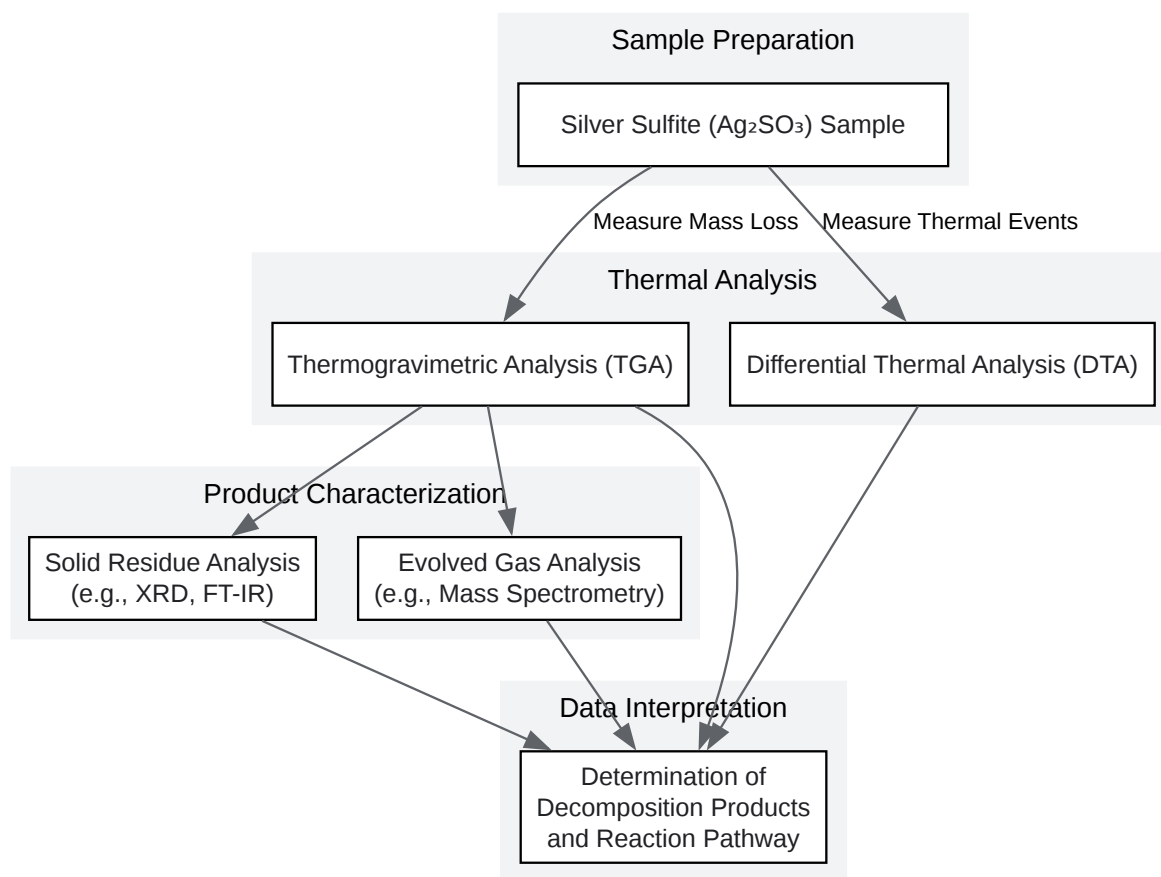 Sample Preparation
Silver Sulfite (Ag₂SO₃) Sample
Measure Mass Loss
Measure Thermal Events
Thermal Analysis
Thermogravimetric Analysis (TGA)
Differential Thermal Analysis (DTA)
Product Characterization
Solid Residue Analysis
(e.g., XRD, FT-IR)
Evolved Gas Analysis
(e.g., Mass Spectrometry)
Data Interpretation
Determination of
Decomposition Products
and Reaction Pathway